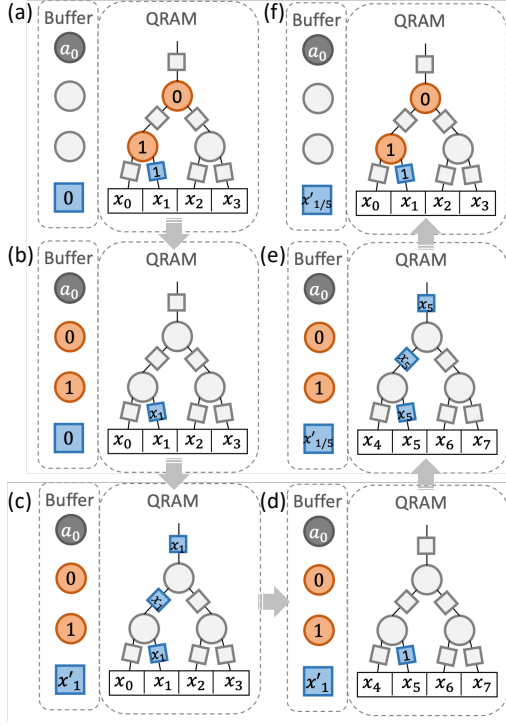 (a) Buffer QRAM
a₀
0
1
1
0
x₀ x₁ x₂ x₃
(f) Buffer QRAM
a₀
0
1
1
x'₁/₅
x₀ x₁ x₂ x₃
(b) Buffer QRAM
a₀
0
1
x₁
0
x₀ x₁ x₂ x₃
(e) Buffer QRAM
a₀
x₅
0
x₅
1
x₅
x'₁/₅
x₄ x₅ x₆ x₇
(c) Buffer QRAM
a₀
x₁
0
x₁
1
x₁
x'₁
x₀ x₁ x₂ x₃
(d) Buffer QRAM
a₀
0
1
1
x'₁
x₄ x₅ x₆ x₇